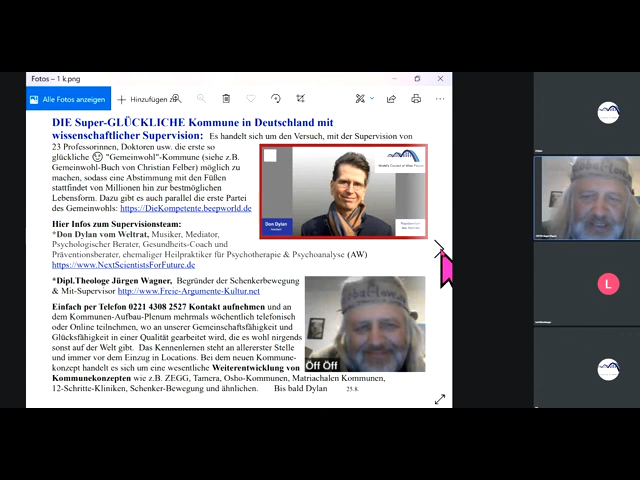 Fotos – 1 k.png
Alle Fotos anzeigen
Hinzufügen zu
DIE Super-GLÜCKLICHE Kommune in Deutschland mit
wissenschaftlicher Supervision: Es handelt sich um den Versuch, mit der Supervision von
23 Professorinnen, Doktoren usw. die erste so
glückliche "Gemeinwohl"-Kommune (siehe z.B.
Gemeinwohl-Buch von Christian Felber) möglich zu
machen, sodass eine Abstimmung mit den Füßen
stattfindet von Millionen hin zur bestmöglichen
Lebensform. Dazu gibt es auch parallel die erste Partei
des Gemeinwohls: https://DieKompetente.beepworld.de
Don Dylan
Hier Infos zum Supervisionsteam:
*Don Dylan vom Weltrat, Musiker, Mediator,
Psychologischer Berater, Gesundheits-Coach und
Präventionsberater, ehemaliger Heilpraktiker für Psychotherapie & Psychoanalyse (AW)
https://www.NextScientistsForFuture.de
*Dipl.Theologe Jürgen Wagner, Begründer der Schenkerbewegung
& Mit-Supervisor http://www.Freie-Argumente-Kultur.net
Einfach per Telefon 0221 4308 2527 Kontakt aufnehmen und an
dem Kommunen-Aufbau-Plenum mehrmals wöchentlich telefonisch
oder Online teilnehmen, wo an unserer Gemeinschaftsfähigkeit und
Glücksfähigkeit in einer Qualität gearbeitet wird, die es wohl nirgends
sonst auf der Welt gibt. Das Kennenlernen steht an allererster Stelle
und immer vor dem Einzug in Locations. Bei dem neuen Kommune-
konzept handelt es sich um eine wesentliche Weiterentwicklung von
Kommunekonzepten wie z.B. ZEGG, Tamera, Osho-Kommunen, Matriachalen Kommunen,
12-Schritte-Kliniken, Schenker-Bewegung und ähnlichen. Bis bald Dylan 25.8.
Öff Öff
L